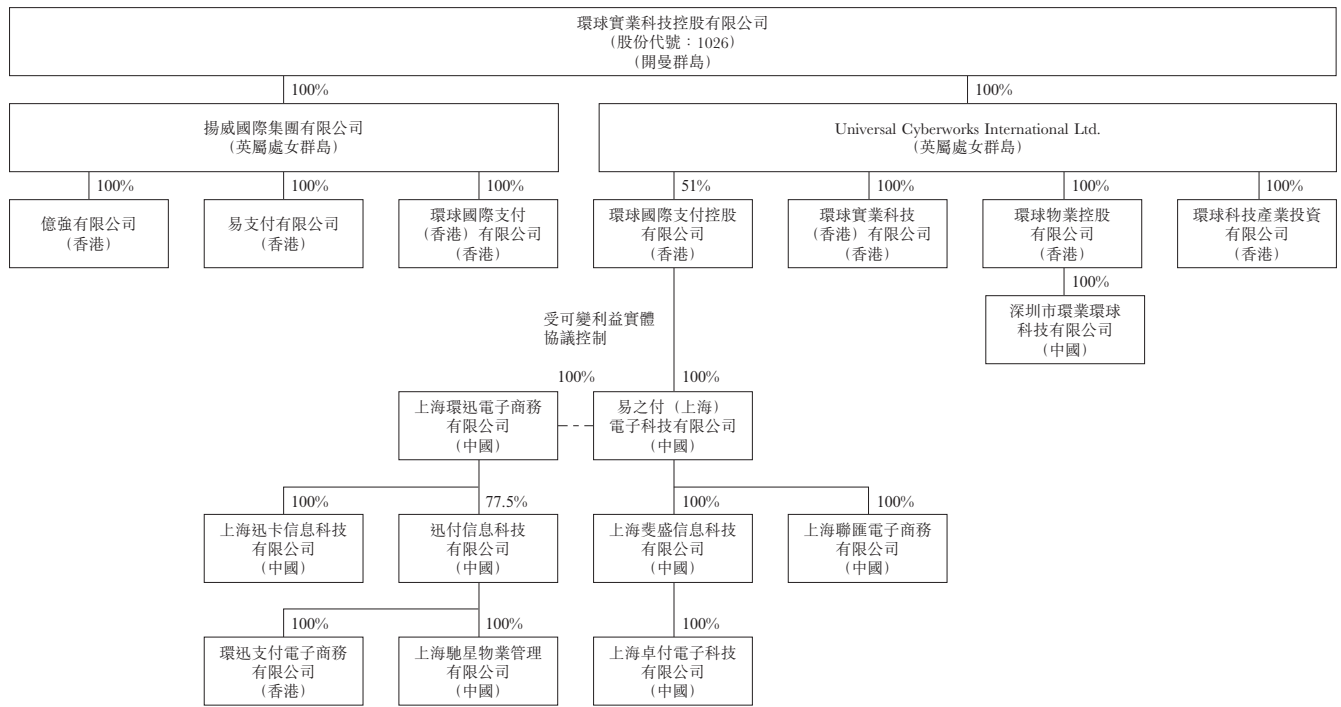 環球實業科技控股有限公司
（股份代號：1026）
（開曼群島）
100%
100%
揚威國際集團有限公司
（英屬處女群島）
Universal Cyberworks International Ltd.
（英屬處女群島）
100%
100%
100%
51%
100%
100%
100%
億強有限公司
（香港）
易支付有限公司
（香港）
環球國際支付
（香港）有限公司
（香港）
環球國際支付控股
有限公司
（香港）
環球實業科技
（香港）有限公司
（香港）
環球物業控股
有限公司
（香港）
環球科技產業投資
有限公司
（香港）
100%
深圳市環業環球
科技有限公司
（中國）
受可變利益實體
協議控制
100%
100%
上海環迅電子商務
有限公司
（中國）
易之付（上海）
電子科技有限公司
（中國）
100%
77.5%
100%
100%
上海迅卡信息科技
有限公司
（中國）
迅付信息科技
有限公司
（中國）
上海斐盛信息科技
有限公司
（中國）
上海聯匯電子商務
有限公司
（中國）
100%
100%
100%
環迅支付電子商務
有限公司
（香港）
上海馳星物業管理
有限公司
（中國）
上海卓付電子科技
有限公司
（中國）